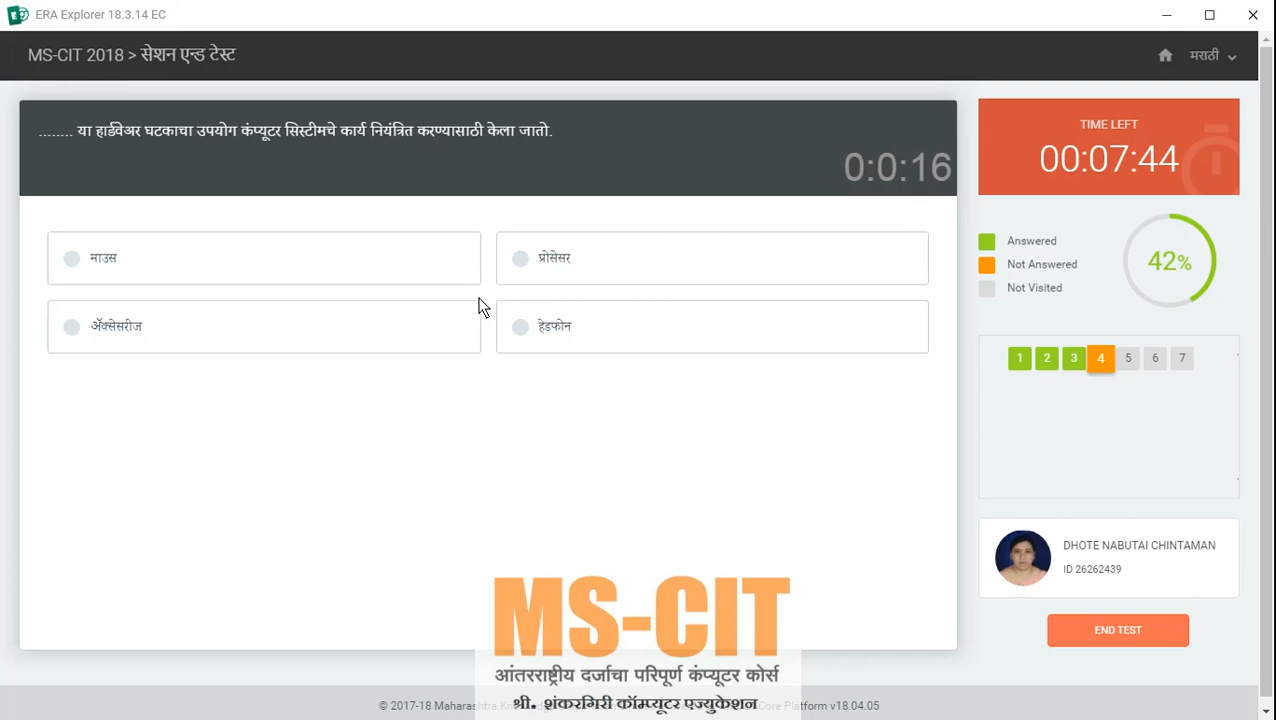 ERA Explorer 18.3.14 EC
MS-CIT 2018 > सेशन एन्ड टेस्ट
मराठी
........ या हार्डवेअर घटकाचा उपयोग कंप्यूटर सिस्टीमचे कार्य नियंत्रित करण्यासाठी केला जातो.
0:0:16
माउस
प्रोसेसर
ॲक्सेसरीज
हेडफोन
TIME LEFT
00:07:44
Answered
Not Answered
Not Visited
42%
1 2 3 4 5 6 7
DHOTE NABUTAI CHINTAMAN
ID 26262439
END TEST
MS-CIT
आंतरराष्ट्रीय दर्जाचा परिपूर्ण कंप्यूटर कोर्स
श्री. शंकरगिरी कॉम्प्यूटर एज्युकेशन
© 2017-18 Maharashtra Core Platform v18.04.05